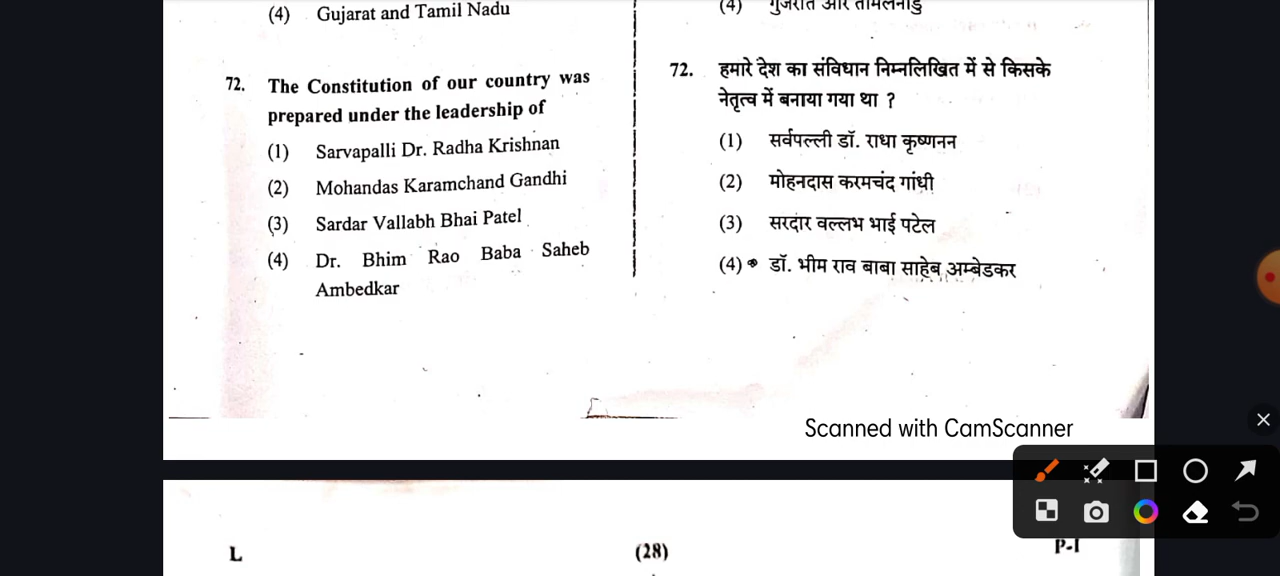 (4) Gujarat and Tamil Nadu
72. The Constitution of our country was
prepared under the leadership of
(1) Sarvapalli Dr. Radha Krishnan
(2) Mohandas Karamchand Gandhi
(3) Sardar Vallabh Bhai Patel
(4) Dr. Bhim Rao Baba Saheb
Ambedkar
(4) गुजरात और तमिलनाडु
72. हमारे देश का संविधान निम्नलिखित में से किसके
नेतृत्व में बनाया गया था ?
(1) सर्वपल्ली डॉ. राधा कृष्णनन
(2) मोहनदास करमचंद गांधी
(3) सरदार वल्लभ भाई पटेल
(4) डॉ. भीम राव बाबा साहेब अम्बेडकर
Scanned with CamScanner
L (28) P-I